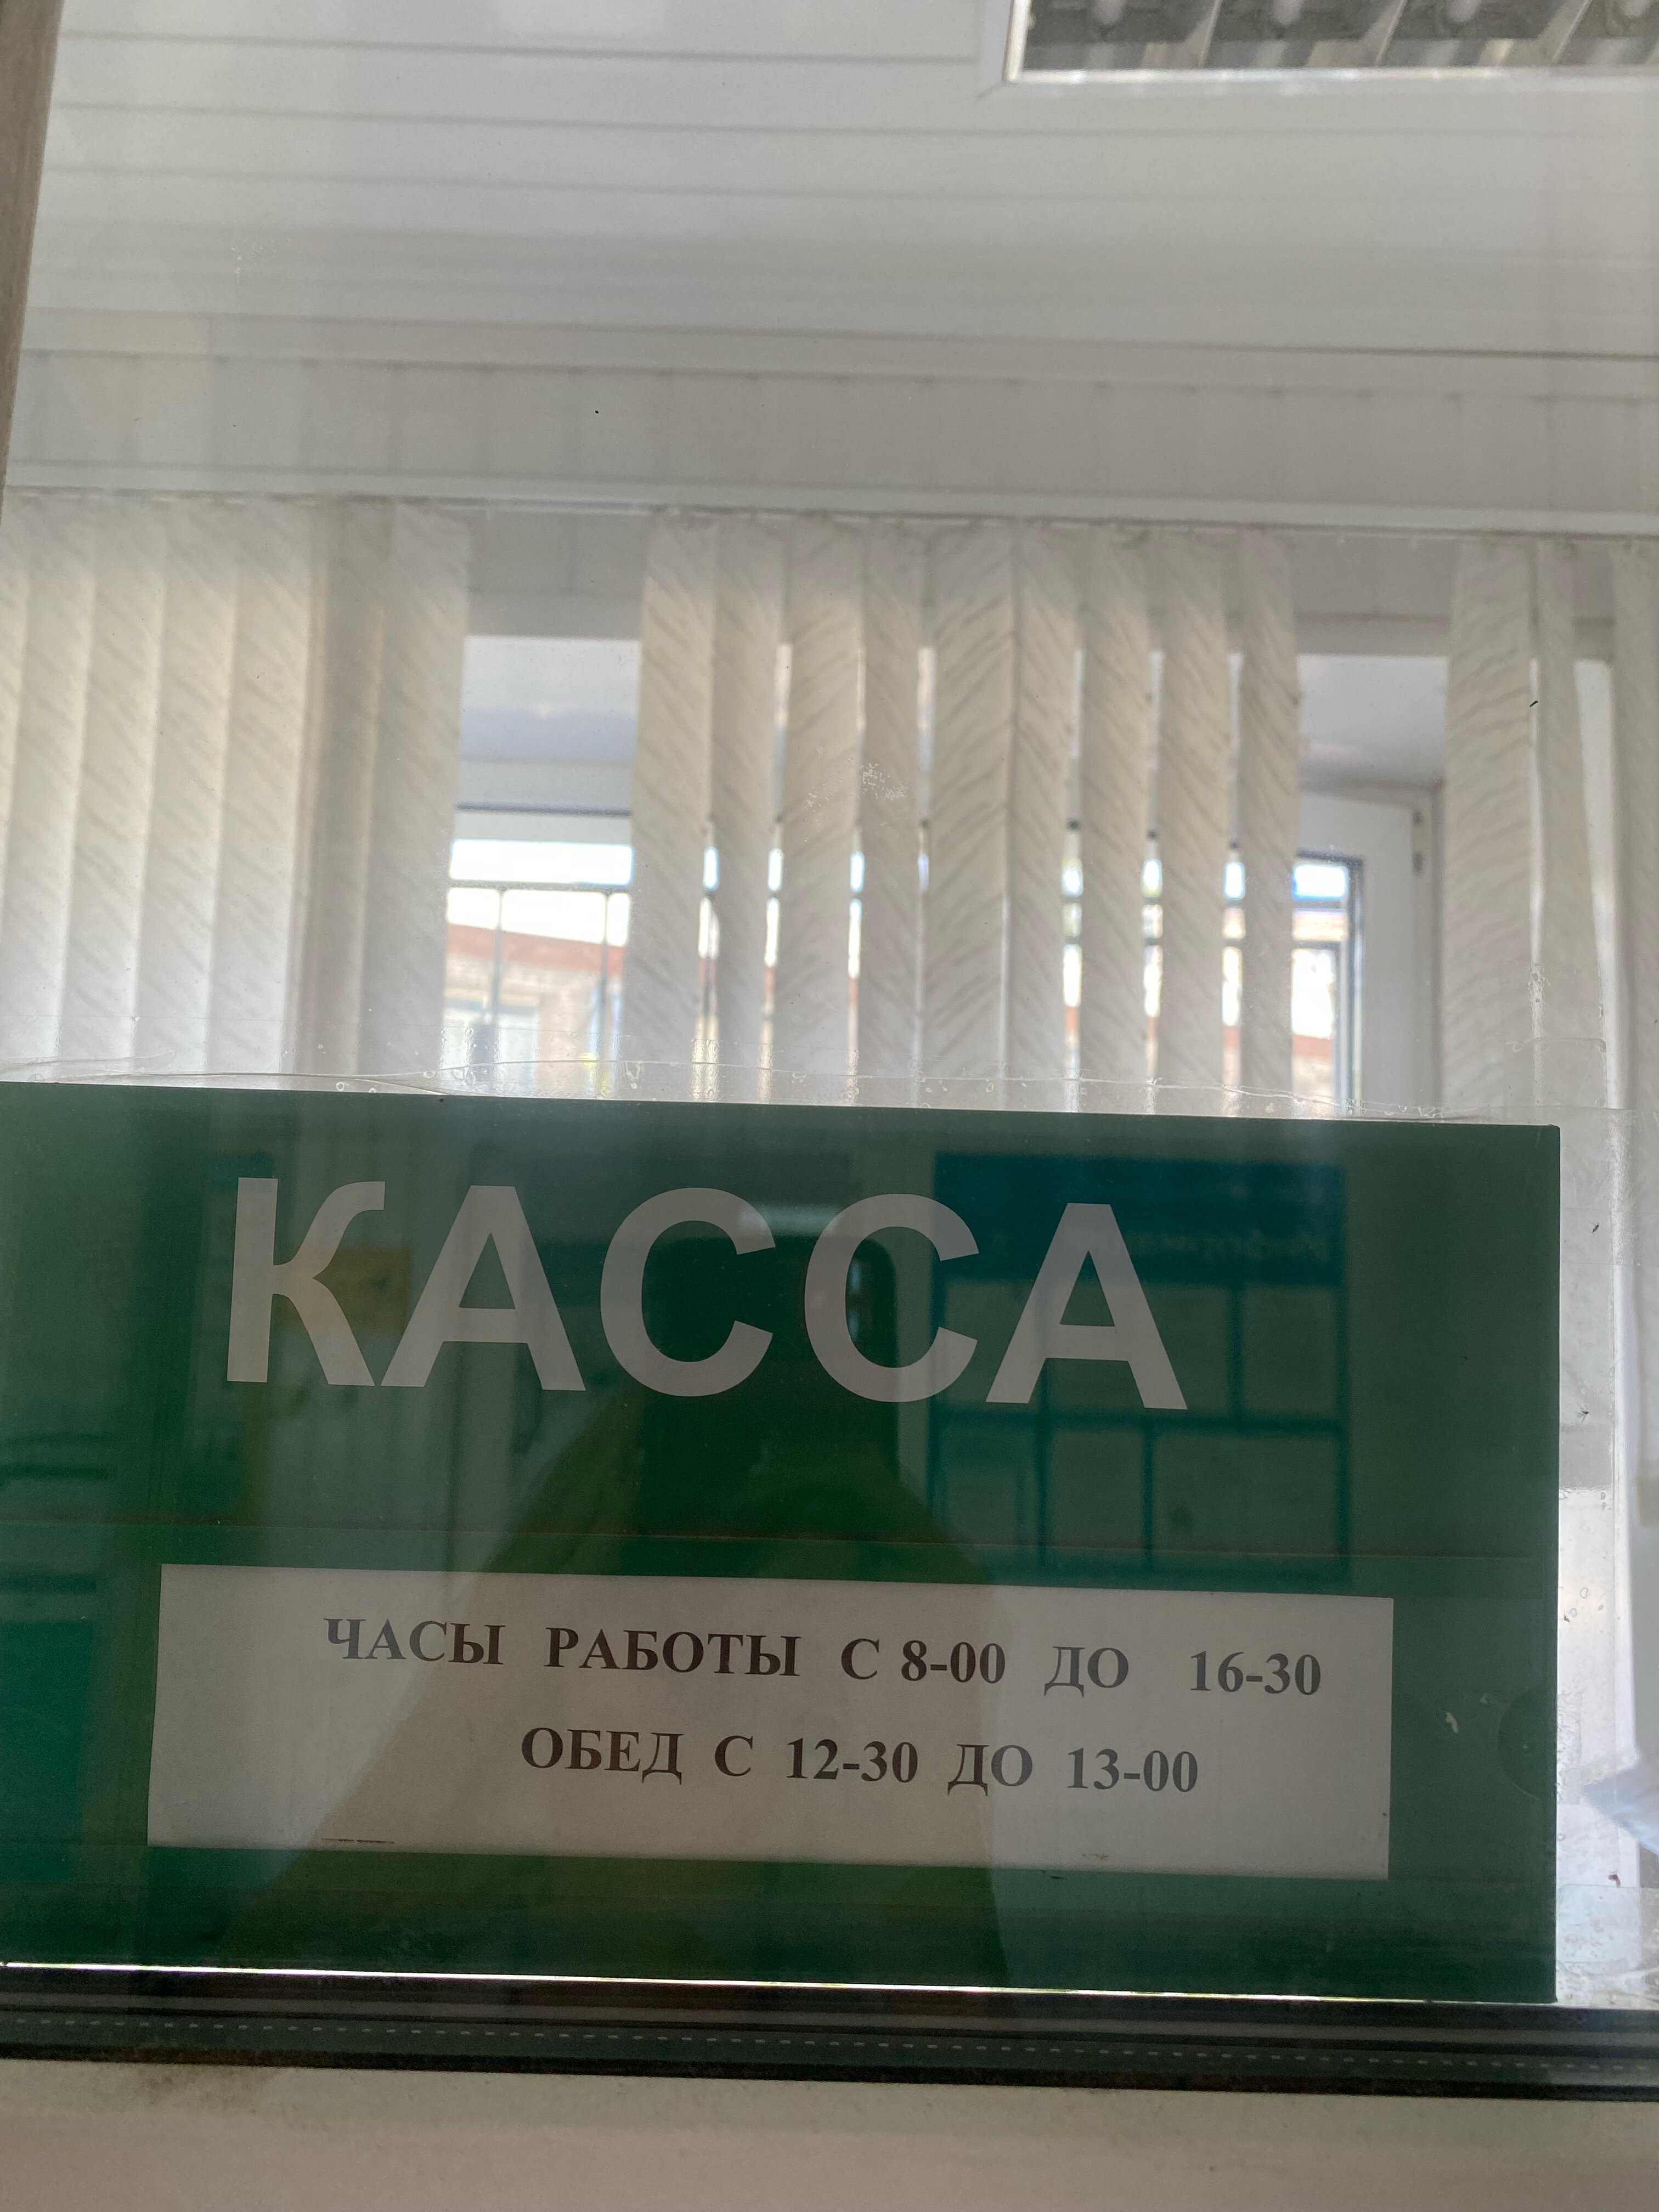 КАССА
ЧАСЫ РАБОТЫ С 8-00 ДО 16-30
ОБЕД С 12-30 ДО 13-00